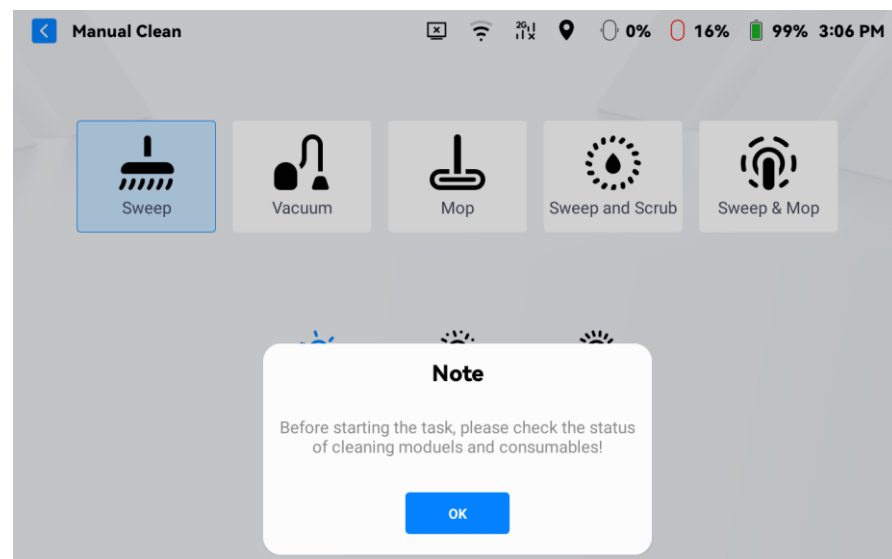 Manual Clean 0% 16% 99% 3:06 PM
Sweep Vacuum Mop Sweep and Scrub Sweep & Mop
Note
Before starting the task, please check the status
of cleaning moduels and consumables!
OK